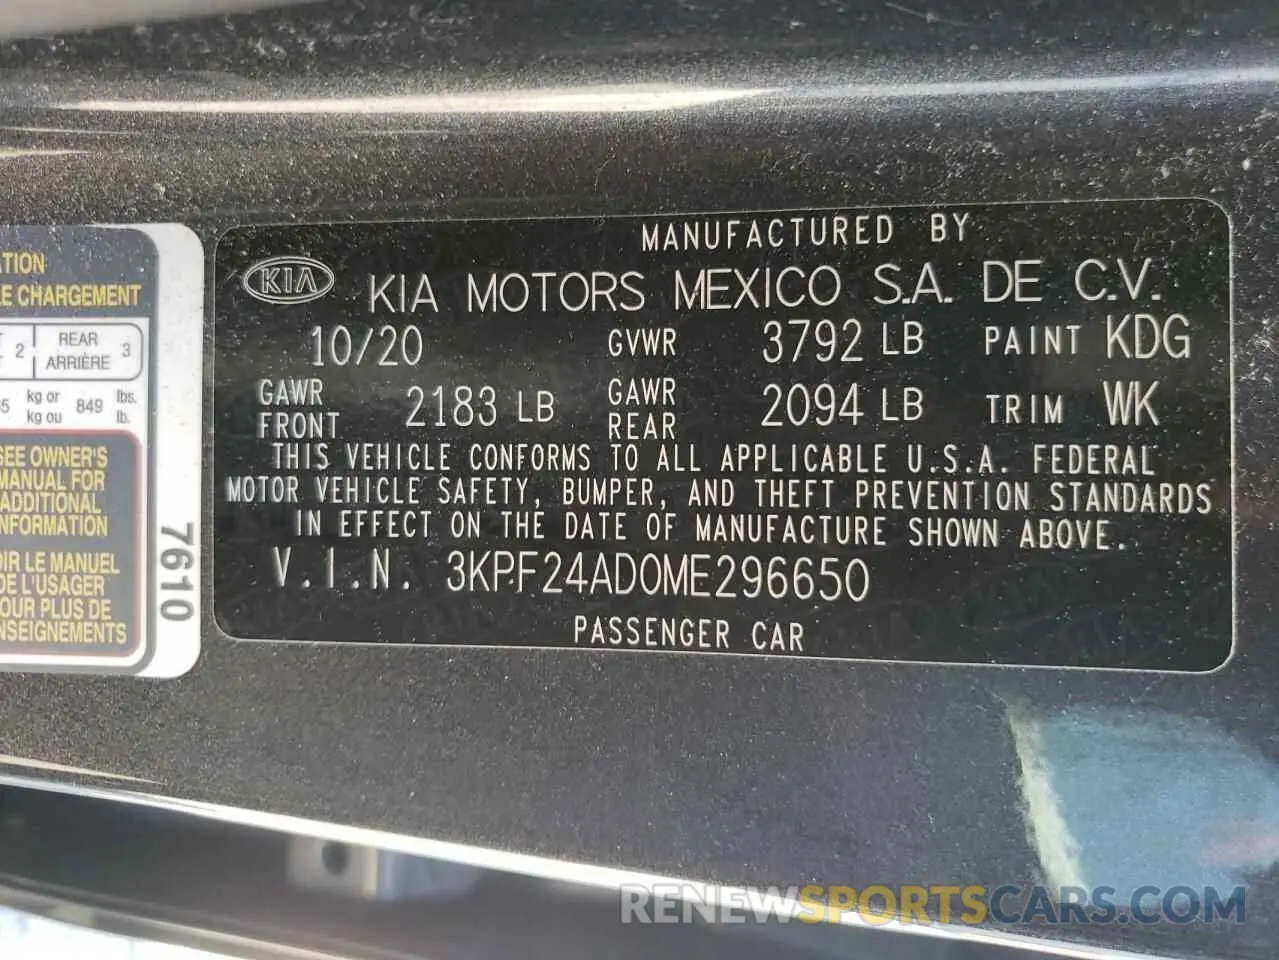 MANUFACTURED BY
KIA KIA MOTORS MEXICO S.A. DE C.V.
10/20 GVWR 3792 LB PAINT KDG
GAWR FRONT 2183 LB GAWR REAR 2094 LB TRIM WK
THIS VEHICLE CONFORMS TO ALL APPLICABLE U.S.A. FEDERAL
MOTOR VEHICLE SAFETY, BUMPER, AND THEFT PREVENTION STANDARDS
IN EFFECT ON THE DATE OF MANUFACTURE SHOWN ABOVE.
V.I.N. 3KPF24AD0ME296650
PASSENGER CAR
CHARGEMENT
2 REAR ARRIÈRE 3
kg or lbs.
kg ou 849 lb.
SEE OWNER'S
MANUAL FOR
ADDITIONAL
INFORMATION
LE MANUEL
DE L'USAGER
PLUS DE
7610
RENEWSPORTSCARS.COM